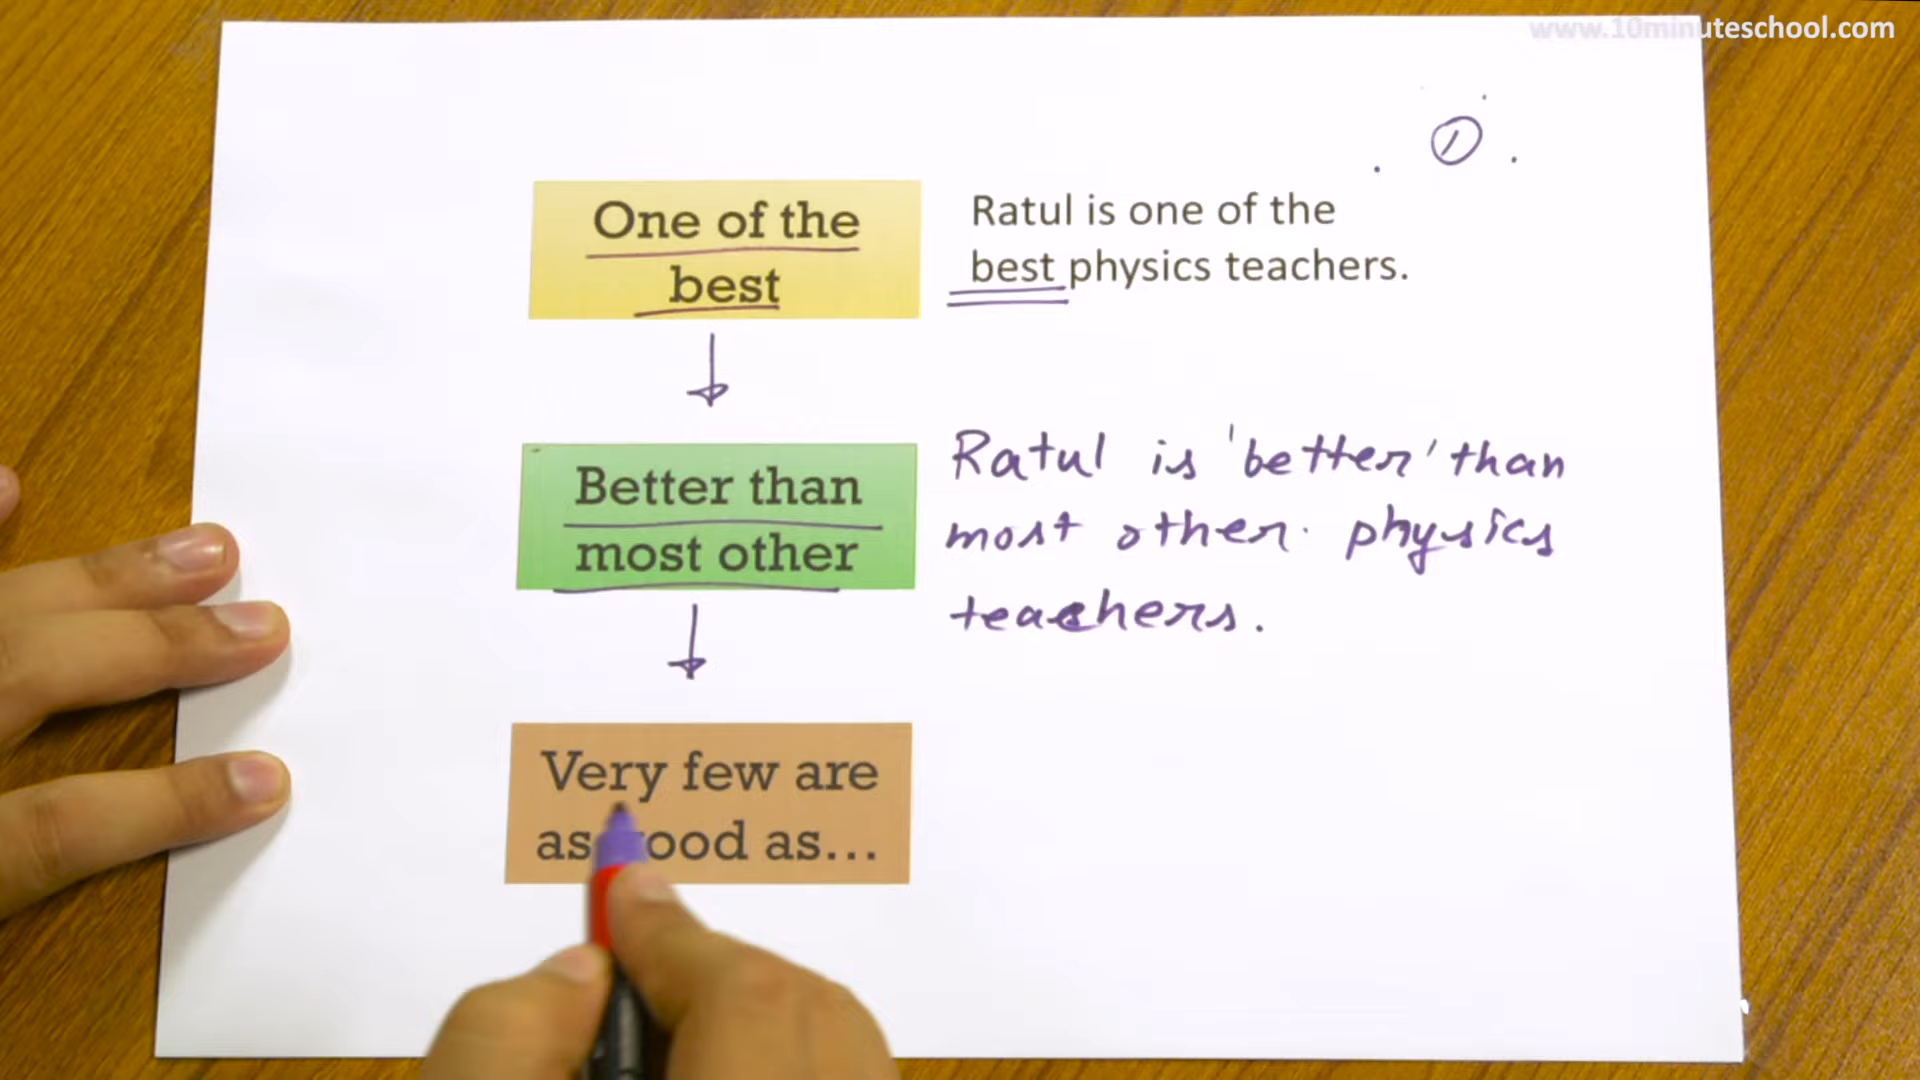 www.10minuteschool.com
1
One of the
best
Ratul is one of the
best physics teachers.
Better than
most other
Ratul is 'better' than
most other physics
teachers.
Very few are
as good as...